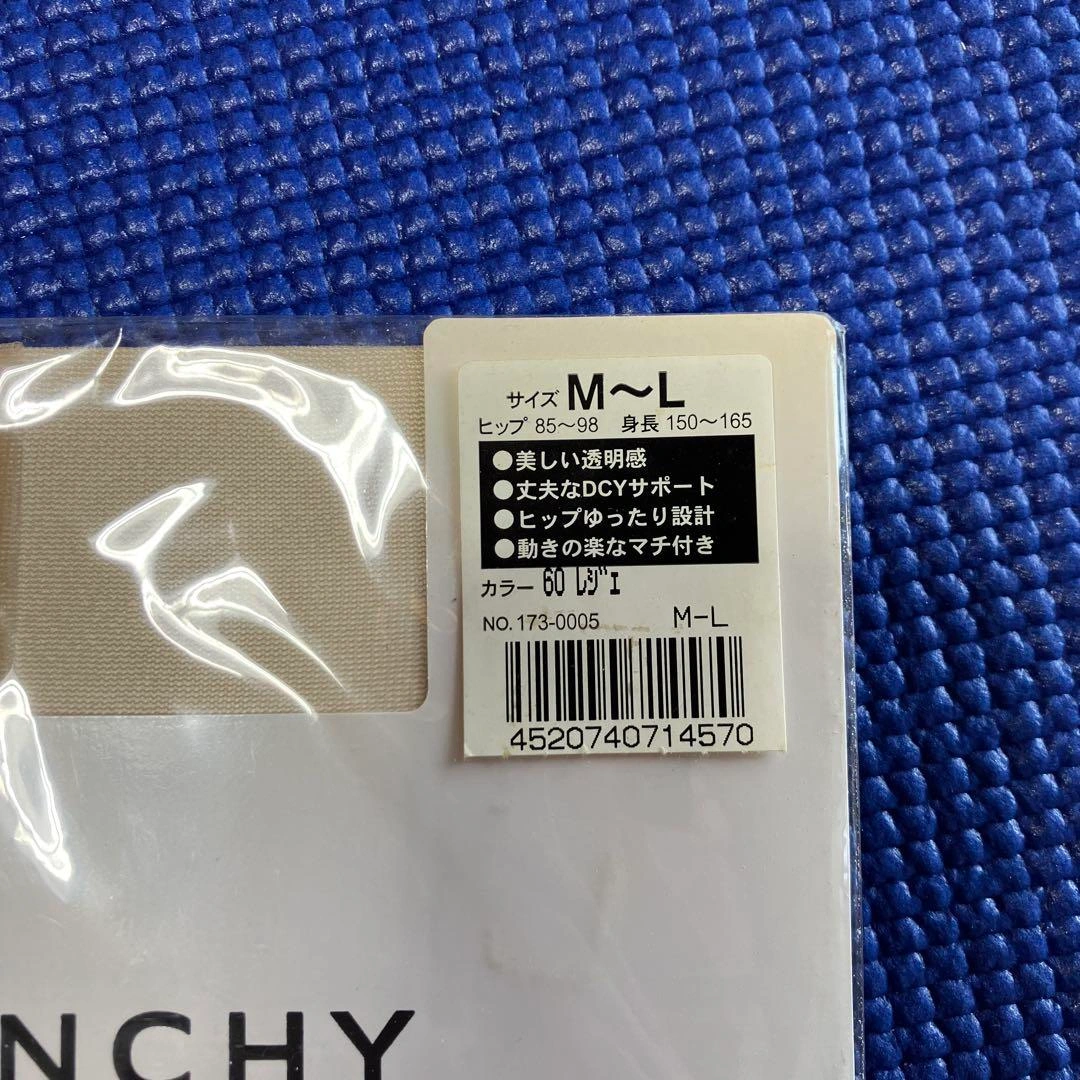 サイズ M～L
ヒップ 85～98 身長 150～165
●美しい透明感
●丈夫なDCYサポート
●ヒップゆったり設計
●動きの楽なマチ付き
カラー 60 レジェ
NO. 173-0005 M-L
4520740714570
NCHY